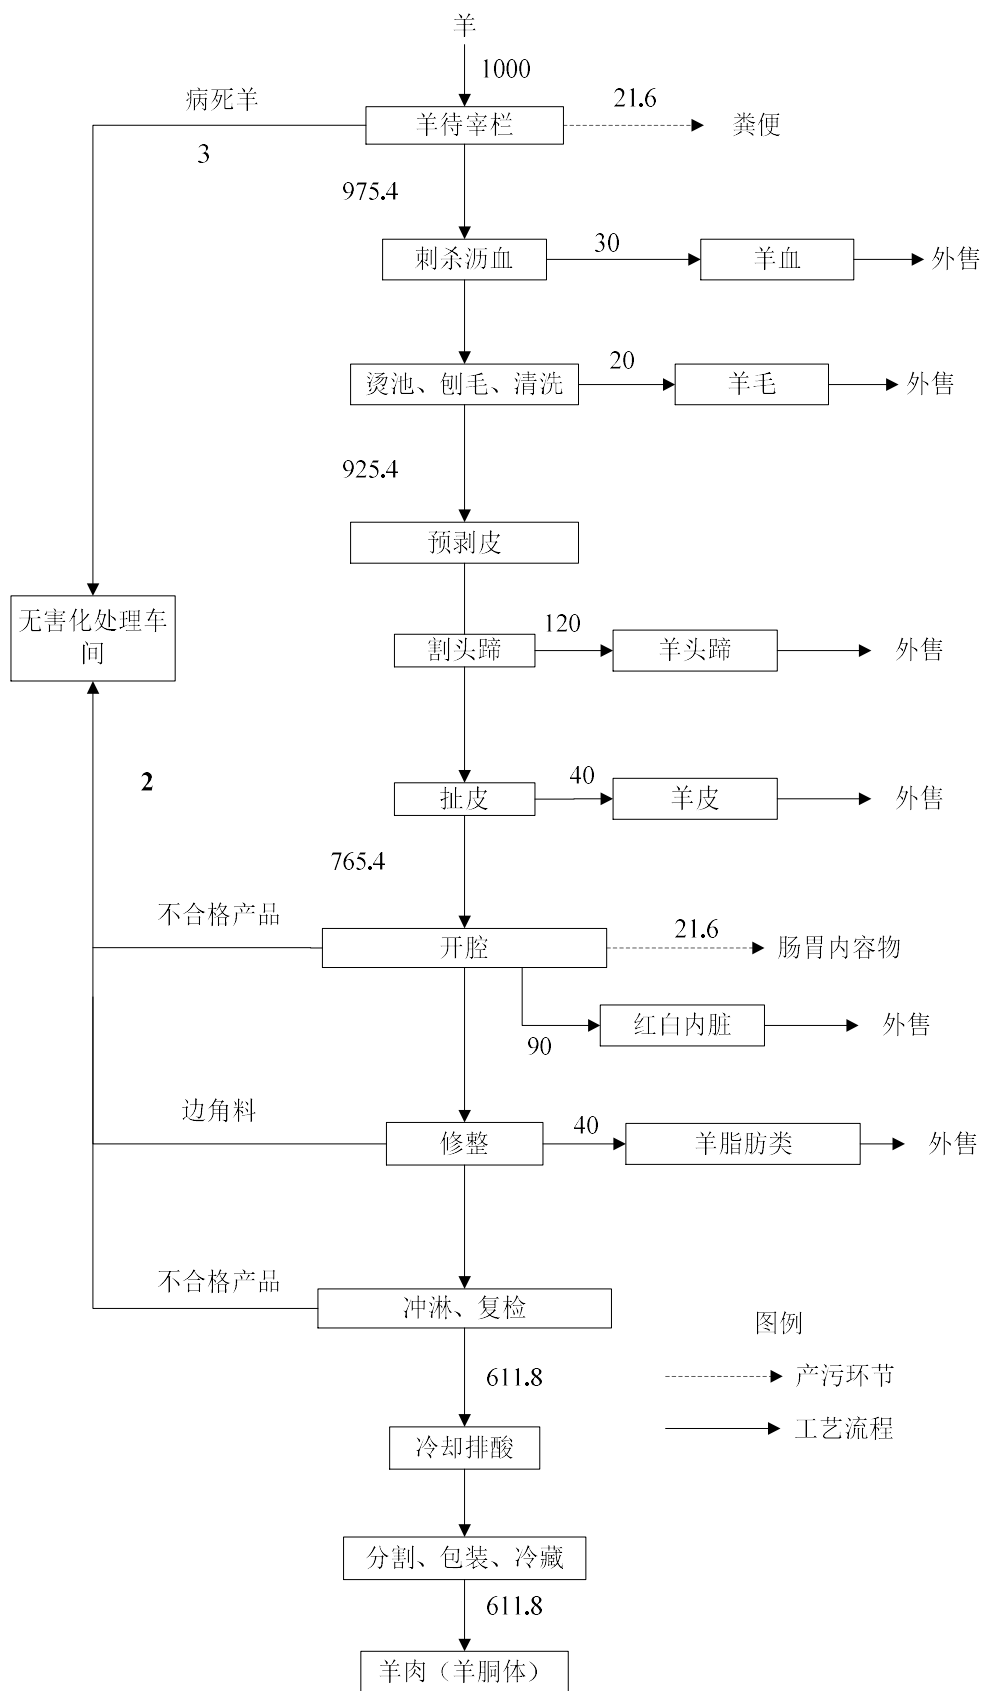 羊
1000
病死羊
21.6
羊待宰栏
粪便
3
975.4
刺杀沥血
30
羊血
外售
烫池、刨毛、清洗
20
羊毛
外售
925.4
预剥皮
无害化处理车
间
割头蹄
120
羊头蹄
外售
2
扯皮
40
羊皮
外售
765.4
不合格产品
开腔
21.6
肠胃内容物
90
红白内脏
外售
边角料
修整
40
羊脂肪类
外售
不合格产品
冲淋、复检
图例
611.8
产污环节
冷却排酸
工艺流程
分割、包装、冷藏
611.8
羊肉（羊胴体）